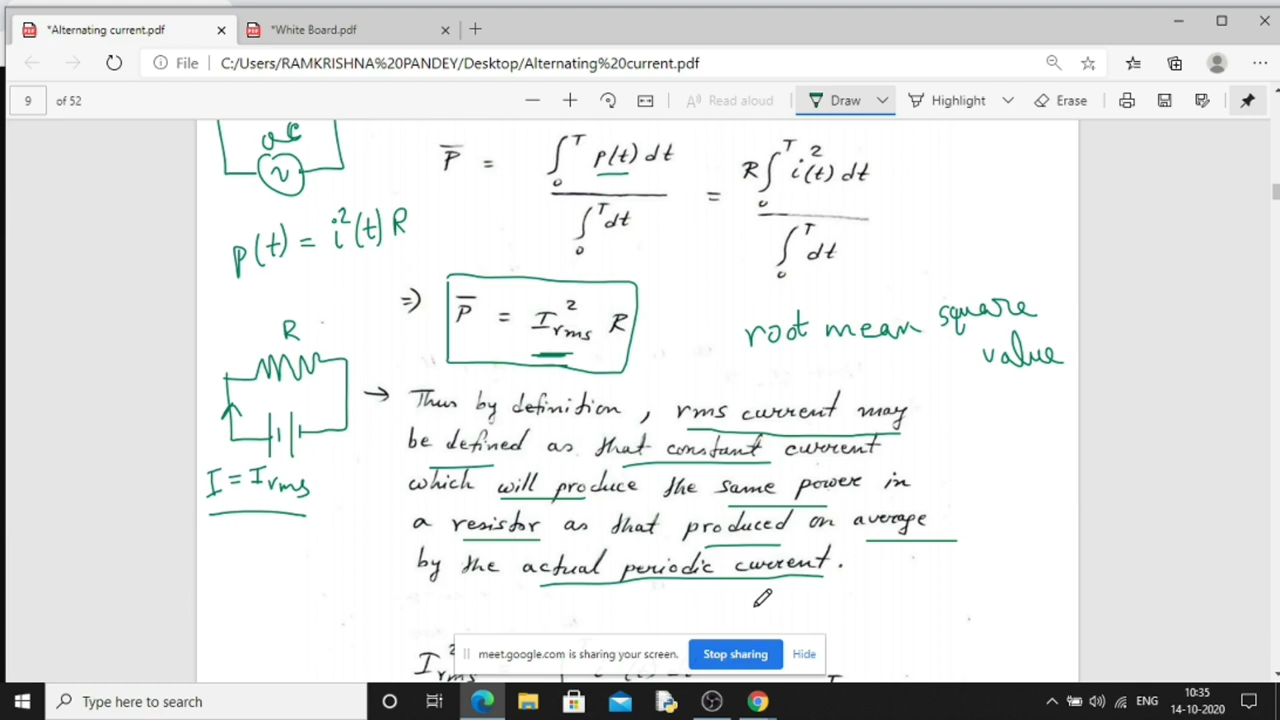 *Alternating current.pdf
*White Board.pdf
File
C:/Users/RAMKRISHNA%20PANDEY/Desktop/Alternating%20current.pdf
9 of 52
Read aloud
Draw
Highlight
Erase
ac
P̅ = ∫₀ᵀ p(t) dt / ∫₀ᵀ dt = R ∫₀ᵀ i²(t) dt / ∫₀ᵀ dt
p(t) = i²(t) R
=) P̅ = I²rms R
root mean square
value
R
→ Thus by definition, rms current may
be defined as that constant current
which will produce the same power in
a resistor as that produced on average
by the actual periodic current.
I = Irms
I²rms
meet.google.com is sharing your screen.
Stop sharing
Hide
Type here to search
ENG
10:35
14-10-2020